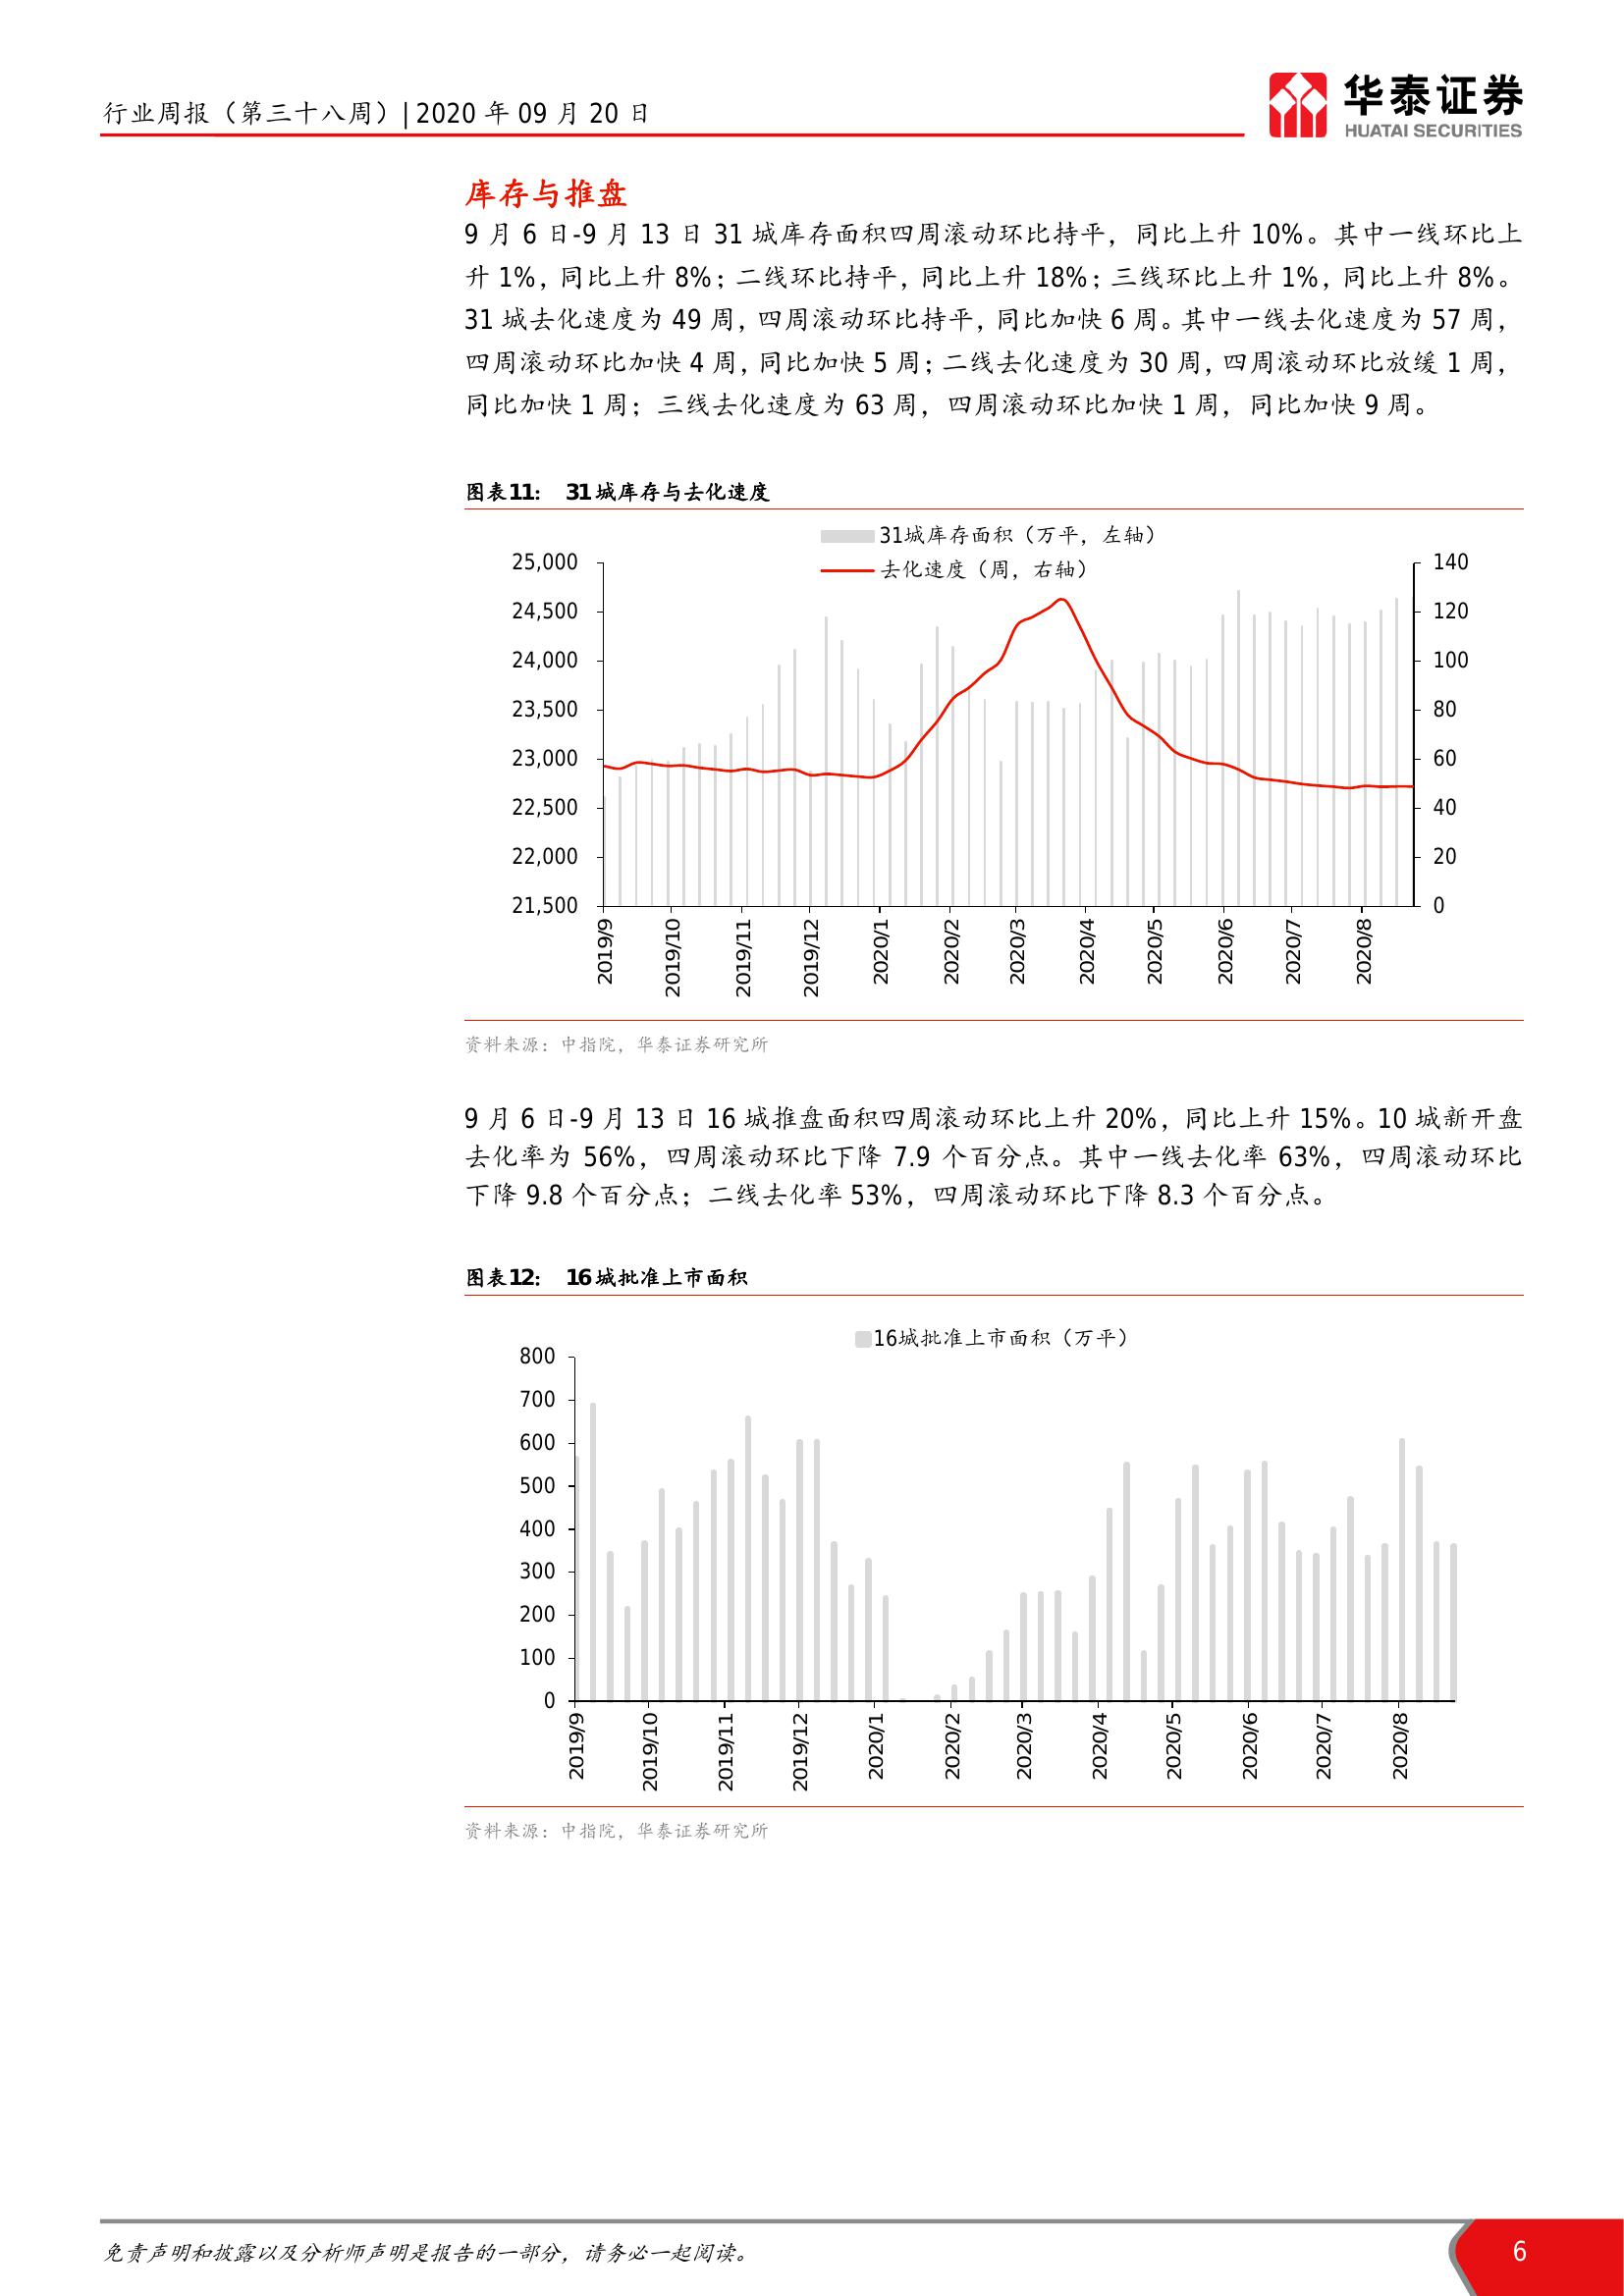 行业周报（第三十八周）| 2020 年 09 月 20 日
华泰证券
HUATAI SECURITIES
库存与推盘
9 月 6 日-9 月 13 日 31 城库存面积四周滚动环比持平，同比上升 10%。其中一线环比上
升 1%，同比上升 8%；二线环比持平，同比上升 18%；三线环比上升 1%，同比上升 8%。
31 城去化速度为 49 周，四周滚动环比持平，同比加快 6 周。其中一线去化速度为 57 周，
四周滚动环比加快 4 周，同比加快 5 周；二线去化速度为 30 周，四周滚动环比放缓 1 周，
同比加快 1 周；三线去化速度为 63 周，四周滚动环比加快 1 周，同比加快 9 周。
图表11： 31 城库存与去化速度
31城库存面积（万平，左轴）
去化速度（周，右轴）
25,000
24,500
24,000
23,500
23,000
22,500
22,000
21,500
140
120
100
80
60
40
20
0
2019/9
2019/10
2019/11
2019/12
2020/1
2020/2
2020/3
2020/4
2020/5
2020/6
2020/7
2020/8
资料来源：中指院，华泰证券研究所
9 月 6 日-9 月 13 日 16 城推盘面积四周滚动环比上升 20%，同比上升 15%。10 城新开盘
去化率为 56%，四周滚动环比下降 7.9 个百分点。其中一线去化率 63%，四周滚动环比
下降 9.8 个百分点；二线去化率 53%，四周滚动环比下降 8.3 个百分点。
图表12： 16 城批准上市面积
16城批准上市面积（万平）
800
700
600
500
400
300
200
100
0
2019/9
2019/10
2019/11
2019/12
2020/1
2020/2
2020/3
2020/4
2020/5
2020/6
2020/7
2020/8
资料来源：中指院，华泰证券研究所
免责声明和披露以及分析师声明是报告的一部分，请务必一起阅读。
6